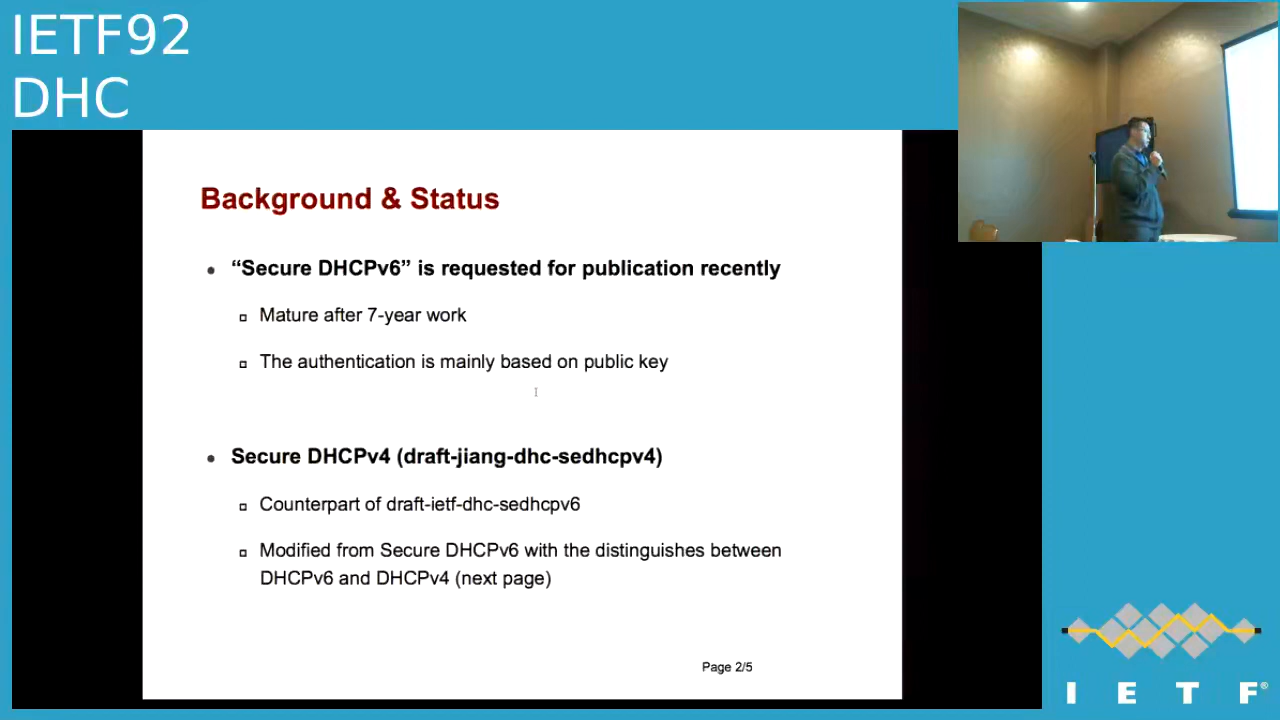 IETF92
DHC
Background & Status
“Secure DHCPv6” is requested for publication recently
Mature after 7-year work
The authentication is mainly based on public key
Secure DHCPv4 (draft-jiang-dhc-sedhcpv4)
Counterpart of draft-ietf-dhc-sedhcpv6
Modified from Secure DHCPv6 with the distinguishes between
DHCPv6 and DHCPv4 (next page)
Page 2/5
I E T F®